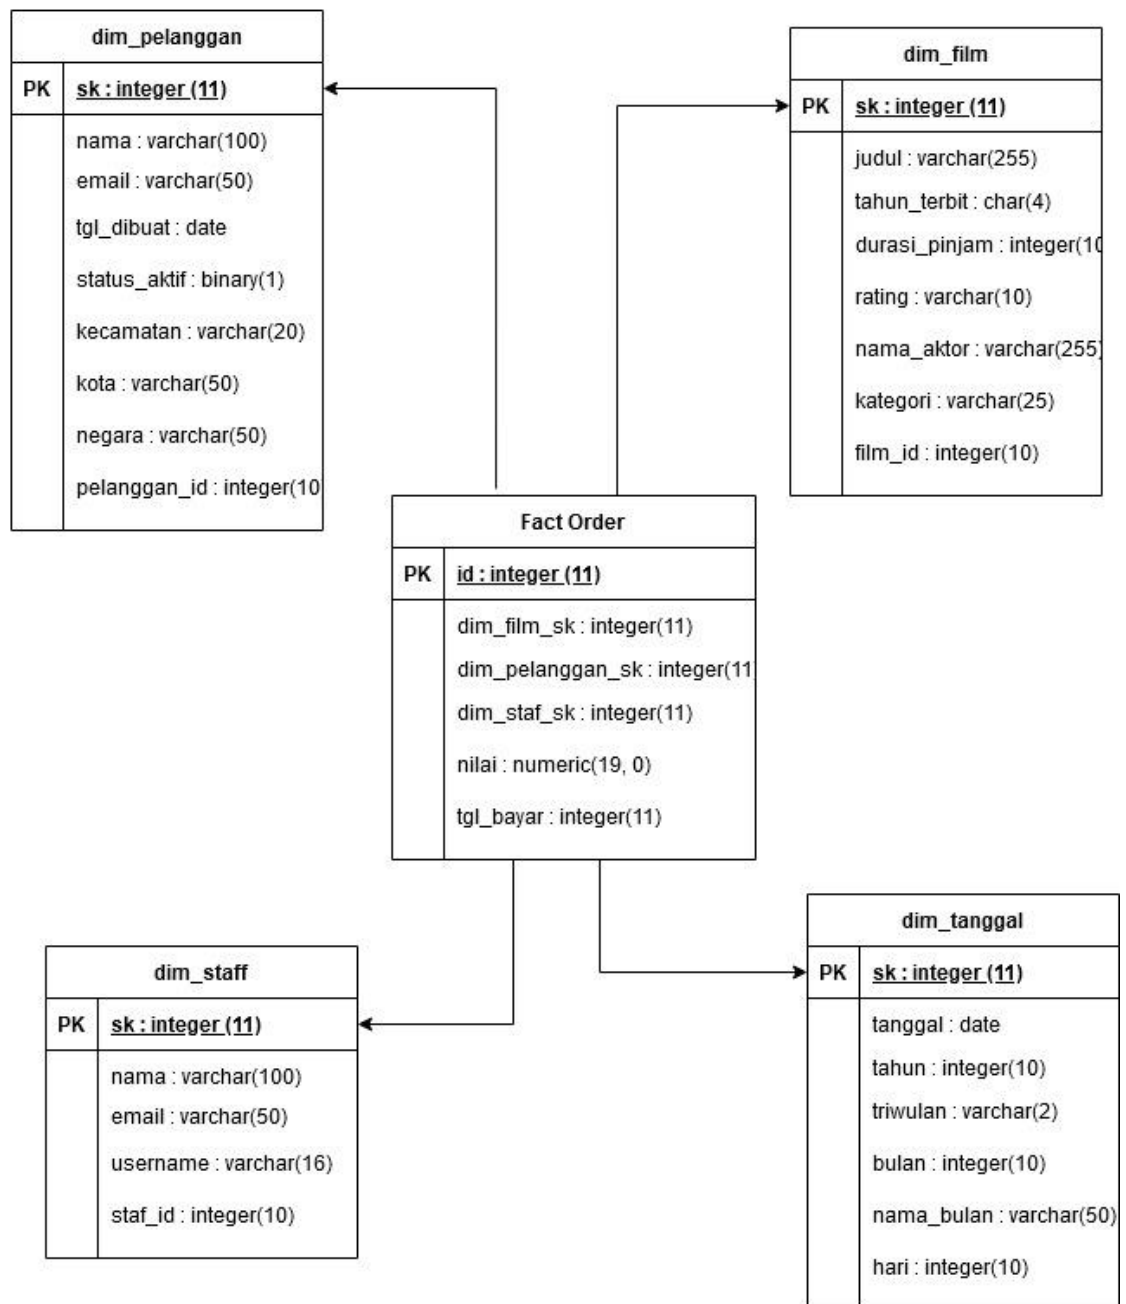 dim_pelanggan
PK sk : integer (11)
nama : varchar(100)
email : varchar(50)
tgl_dibuat : date
status_aktif : binary(1)
kecamatan : varchar(20)
kota : varchar(50)
negara : varchar(50)
pelanggan_id : integer(10
dim_film
PK sk : integer (11)
judul : varchar(255)
tahun_terbit : char(4)
durasi_pinjam : integer(10
rating : varchar(10)
nama_aktor : varchar(255)
kategori : varchar(25)
film_id : integer(10)
Fact Order
PK id : integer (11)
dim_film_sk : integer(11)
dim_pelanggan_sk : integer(11)
dim_staf_sk : integer(11)
nilai : numeric(19, 0)
tgl_bayar : integer(11)
dim_staff
PK sk : integer (11)
nama : varchar(100)
email : varchar(50)
username : varchar(16)
staf_id : integer(10)
dim_tanggal
PK sk : integer (11)
tanggal : date
tahun : integer(10)
triwulan : varchar(2)
bulan : integer(10)
nama_bulan : varchar(50)
hari : integer(10)